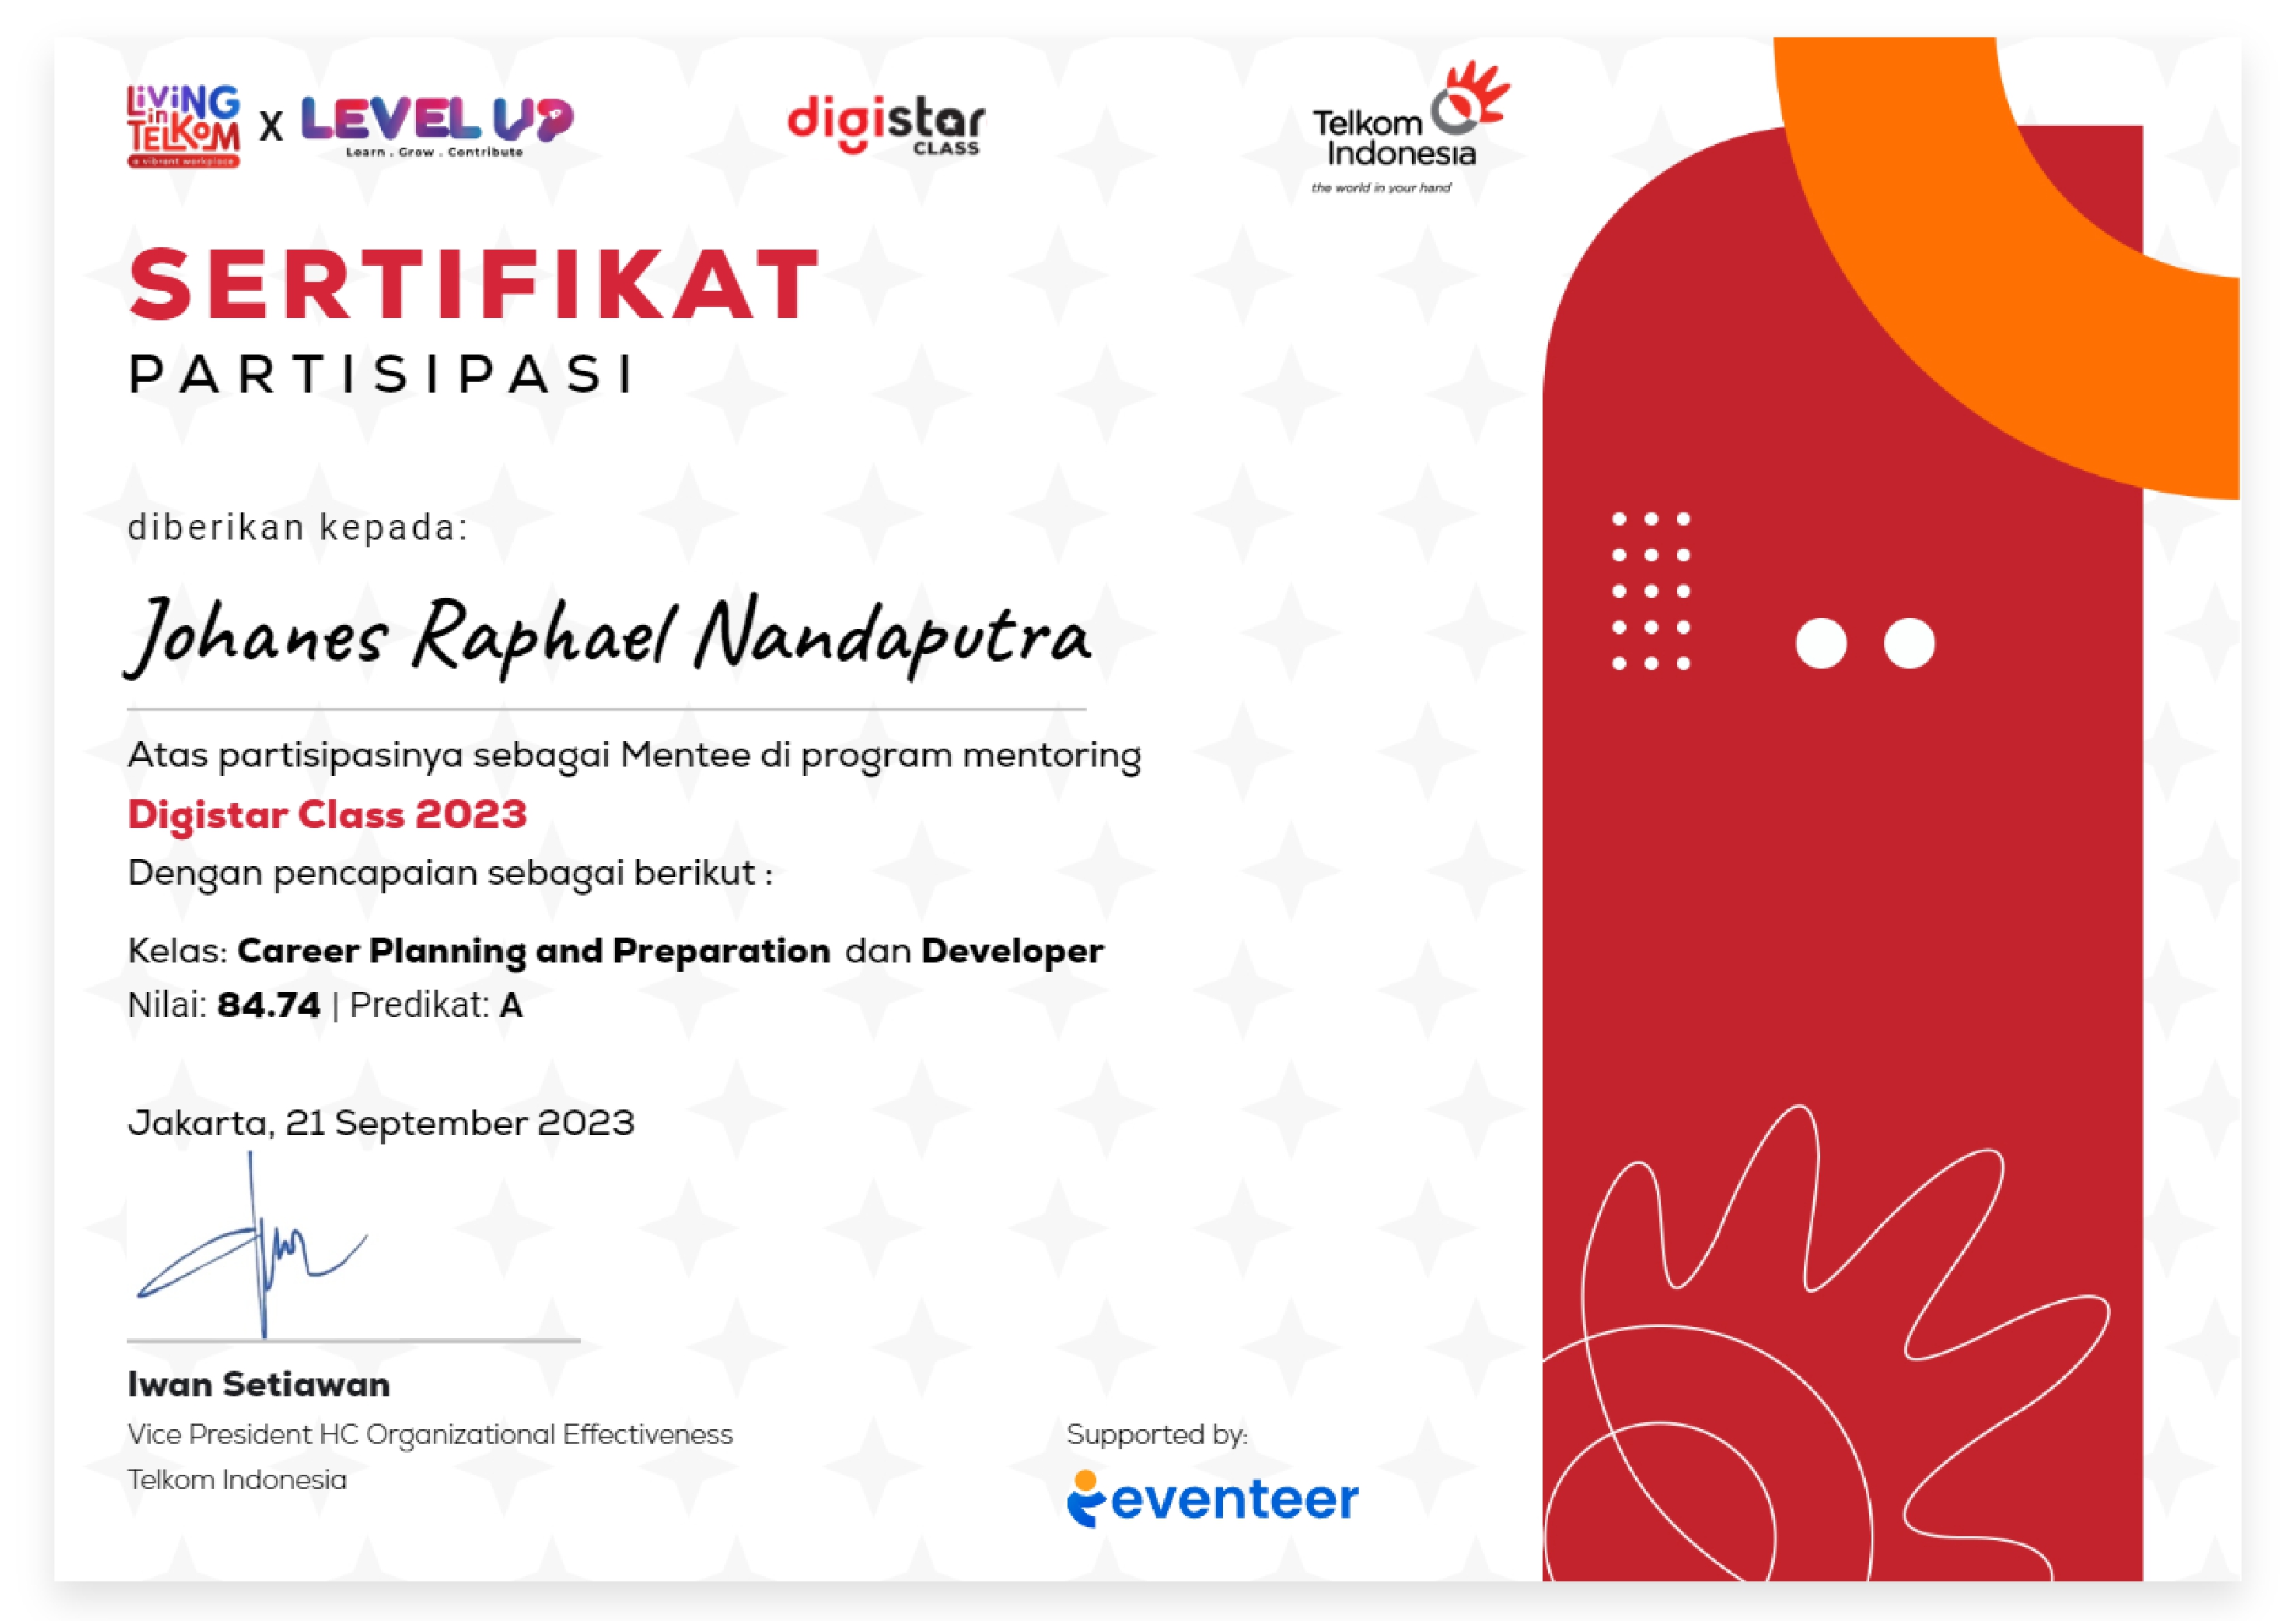 LiViNG
in
TELKOM
a vibrant workplace
X LEVEL UP
Learn . Grow . Contribute
digistar
CLASS
Telkom
Indonesia
the world in your hand
SERTIFIKAT
PARTISIPASI
diberikan kepada:
Johanes Raphael Nandaputra
Atas partisipasinya sebagai Mentee di program mentoring
Digistar Class 2023
Dengan pencapaian sebagai berikut :
Kelas: Career Planning and Preparation dan Developer
Nilai: 84.74 | Predikat: A
Jakarta, 21 September 2023
Iwan Setiawan
Vice President HC Organizational Effectiveness
Telkom Indonesia
Supported by:
eventeer